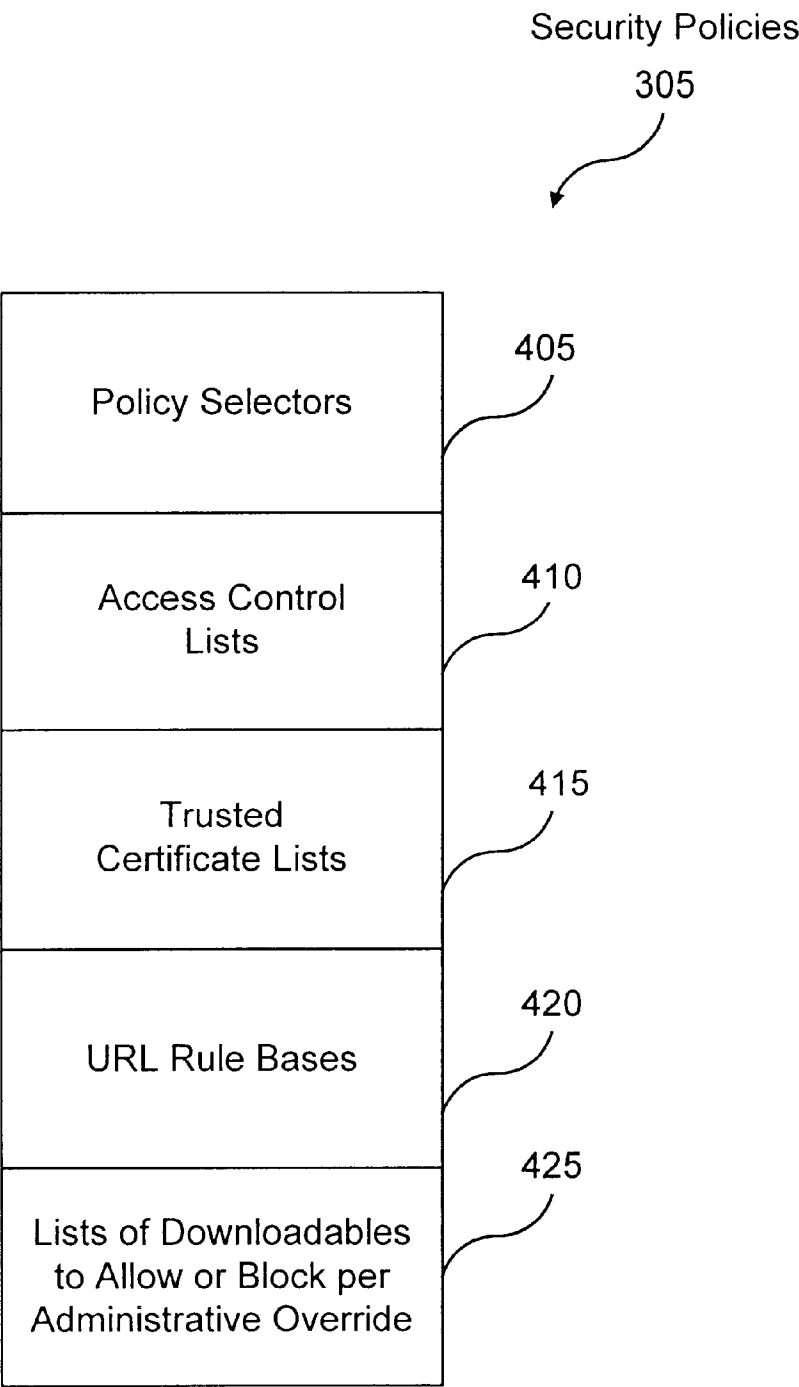 Security Policies
305
405
Policy Selectors
410
Access Control
Lists
415
Trusted
Certificate Lists
420
URL Rule Bases
425
Lists of Downloadables
to Allow or Block per
Administrative Override